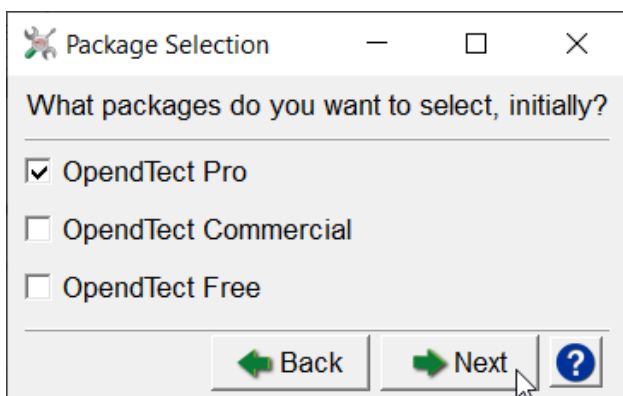 Package Selection
What packages do you want to select, initially?
OpendTect Pro
OpendTect Commercial
OpendTect Free
Back Next ?